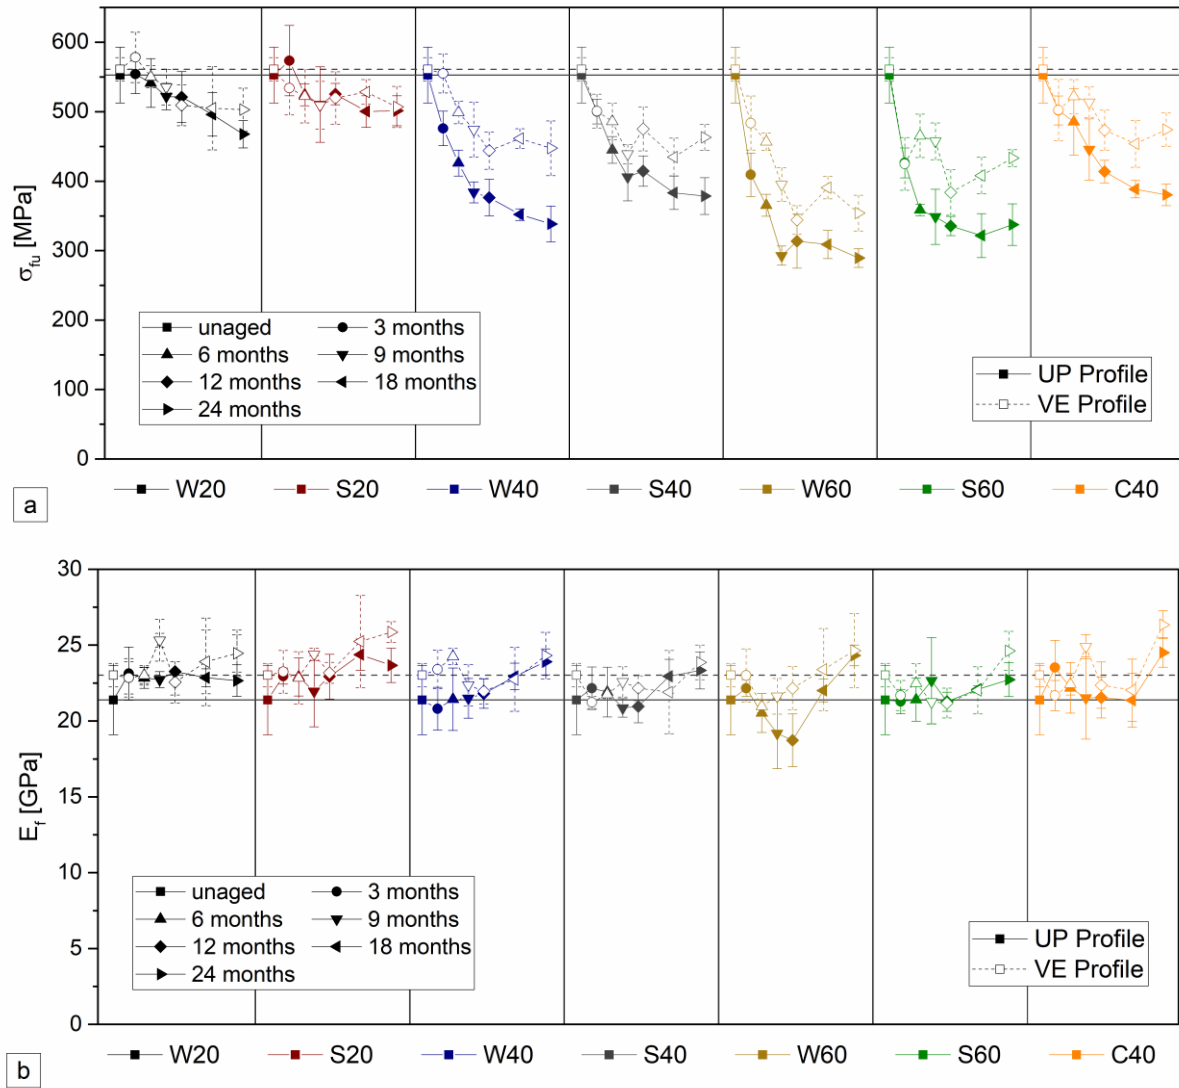 600
500
400
300
200
100
0
σfu [MPa]
unaged 3 months
6 months 9 months
12 months 18 months
24 months
UP Profile
VE Profile
a W20 S20 W40 S40 W60 S60 C40
30
25
20
15
10
5
0
Ef [GPa]
unaged 3 months
6 months 9 months
12 months 18 months
24 months
UP Profile
VE Profile
b W20 S20 W40 S40 W60 S60 C40